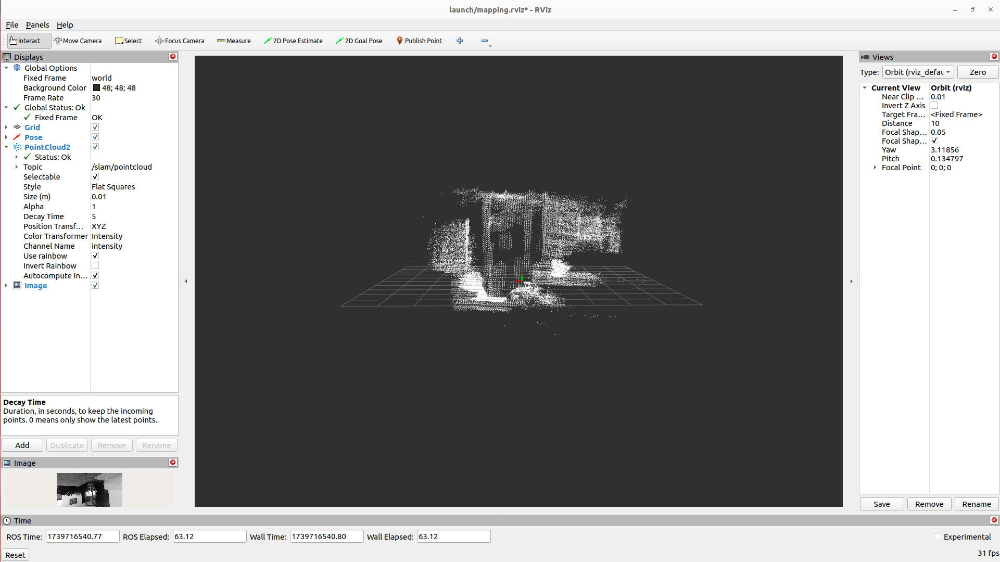 launch/mapping.rviz* - RViz
File Panels Help
Interact Move Camera Select Focus Camera Measure 2D Pose Estimate 2D Goal Pose Publish Point
Displays
Global Options
Fixed Frame world
Background Color 48; 48; 48
Frame Rate 30
Global Status: Ok
Fixed Frame OK
Grid
Pose
PointCloud2
Status: Ok
Topic /slam/pointcloud
Selectable
Style Flat Squares
Size (m) 0.01
Alpha 1
Decay Time 5
Position Transf... XYZ
Color Transformer Intensity
Channel Name intensity
Use rainbow
Invert Rainbow
Autocompute In...
Image
Decay Time
Duration, in seconds, to keep the incoming
points. 0 means only show the latest points.
Add Duplicate Remove Rename
Image
Views
Type: Orbit (rviz_defau Zero
Current View Orbit (rviz)
Near Clip ... 0.01
Invert Z Axis
Target Fra... <Fixed Frame>
Distance 10
Focal Shap... 0.05
Focal Shap...
Yaw 3.11856
Pitch 0.134797
Focal Point 0; 0; 0
Save Remove Rename
Time
ROS Time: 1739716540.77 ROS Elapsed: 63.12 Wall Time: 1739716540.80 Wall Elapsed: 63.12 Experimental
Reset 31 fps